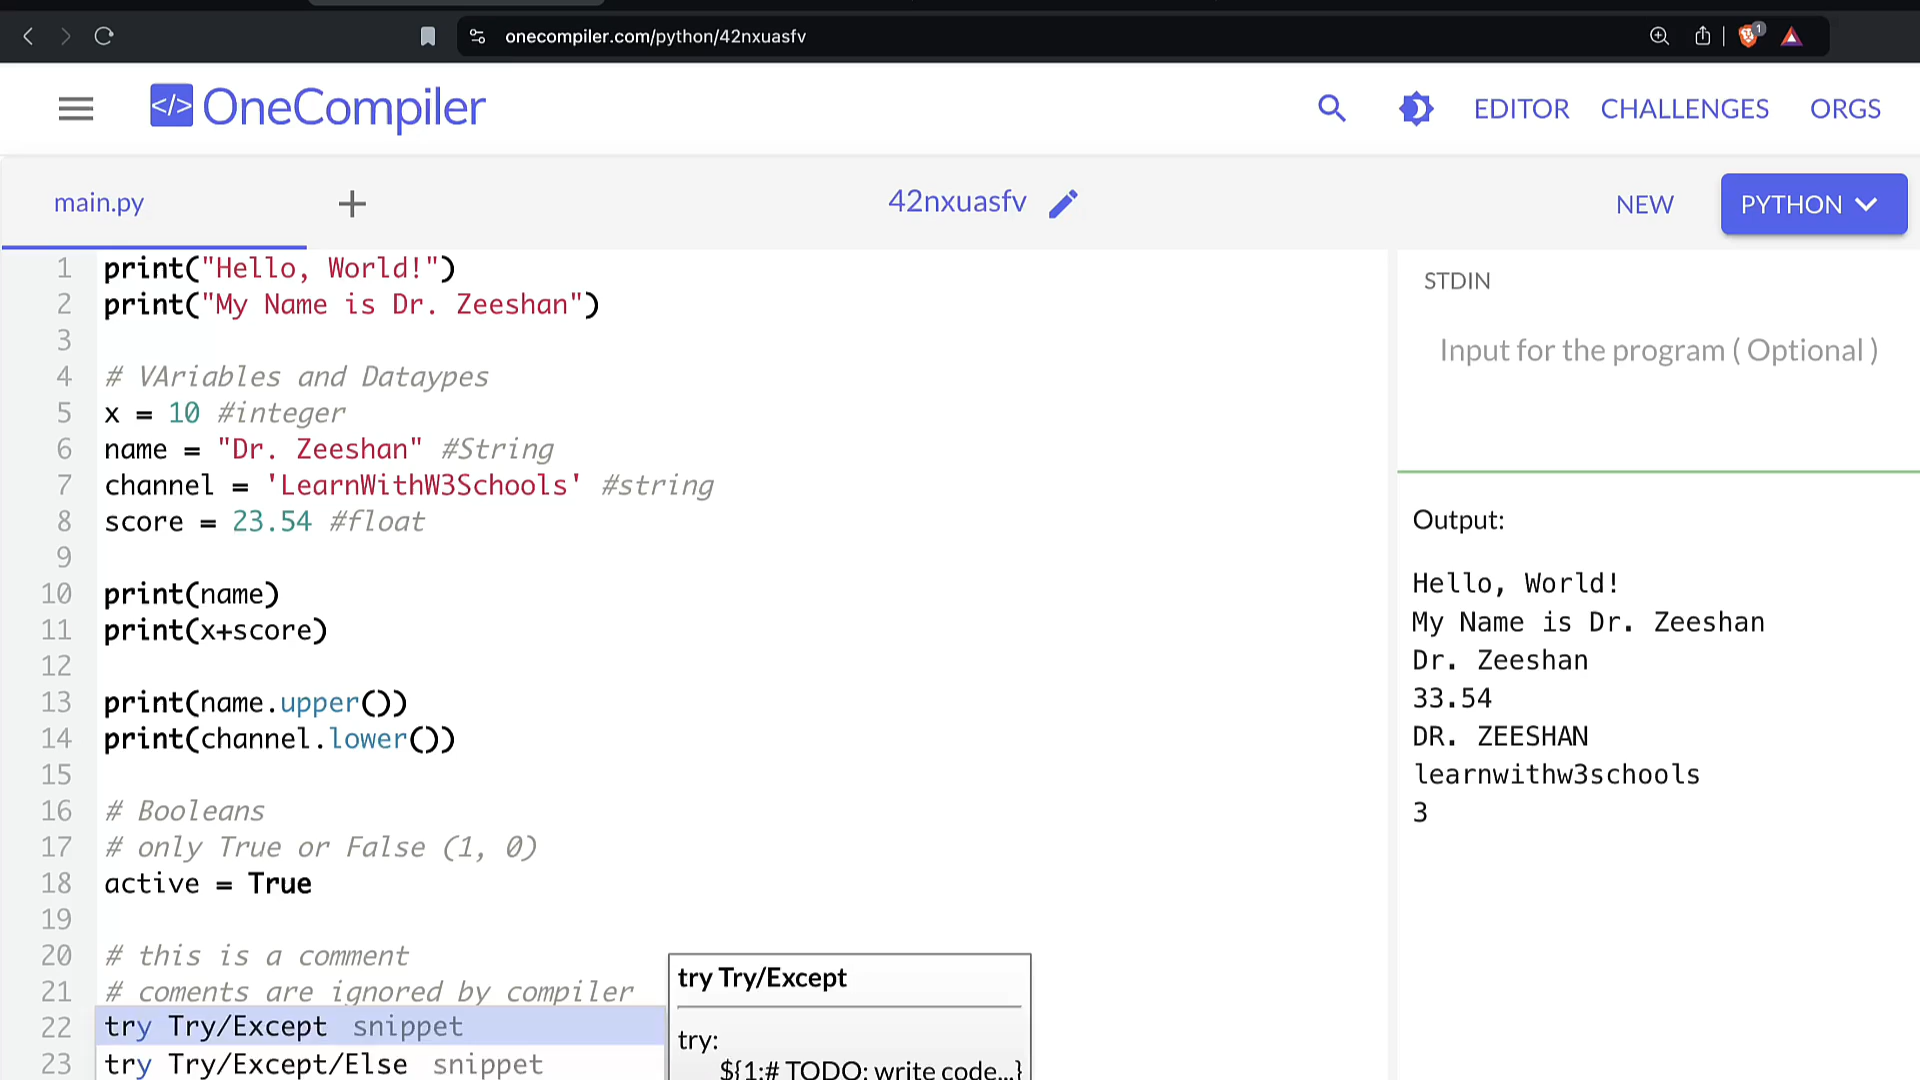 onecompiler.com/python/42nxuasfv
1
</> OneCompiler
EDITOR CHALLENGES ORGS
main.py
+
42nxuasfv
NEW
PYTHON
1 print("Hello, World!")
2 print("My Name is Dr. Zeeshan")
3
4 # VAriables and Dataypes
5 x = 10 #integer
6 name = "Dr. Zeeshan" #String
7 channel = 'LearnWithW3Schools' #string
8 score = 23.54 #float
9
10 print(name)
11 print(x+score)
12
13 print(name.upper())
14 print(channel.lower())
15
16 # Booleans
17 # only True or False (1, 0)
18 active = True
19
20 # this is a comment
21 # coments are ignored by compiler
22 try Try/Except snippet
23 try Try/Except/Else snippet
try Try/Except
try:
${1:# TODO: write code...}
STDIN
Input for the program ( Optional )
Output:
Hello, World!
My Name is Dr. Zeeshan
Dr. Zeeshan
33.54
DR. ZEESHAN
learnwithw3schools
3